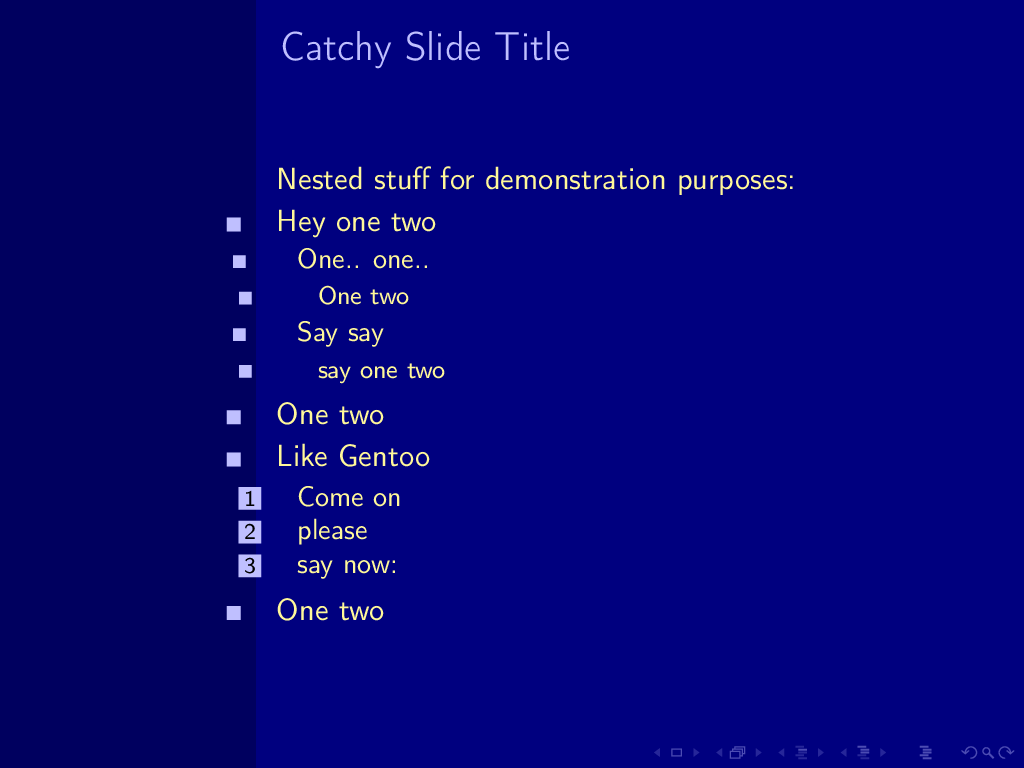 Catchy Slide Title
Nested stuff for demonstration purposes:
Hey one two
One.. one..
One two
Say say
say one two
One two
Like Gentoo
1 Come on
2 please
3 say now:
One two